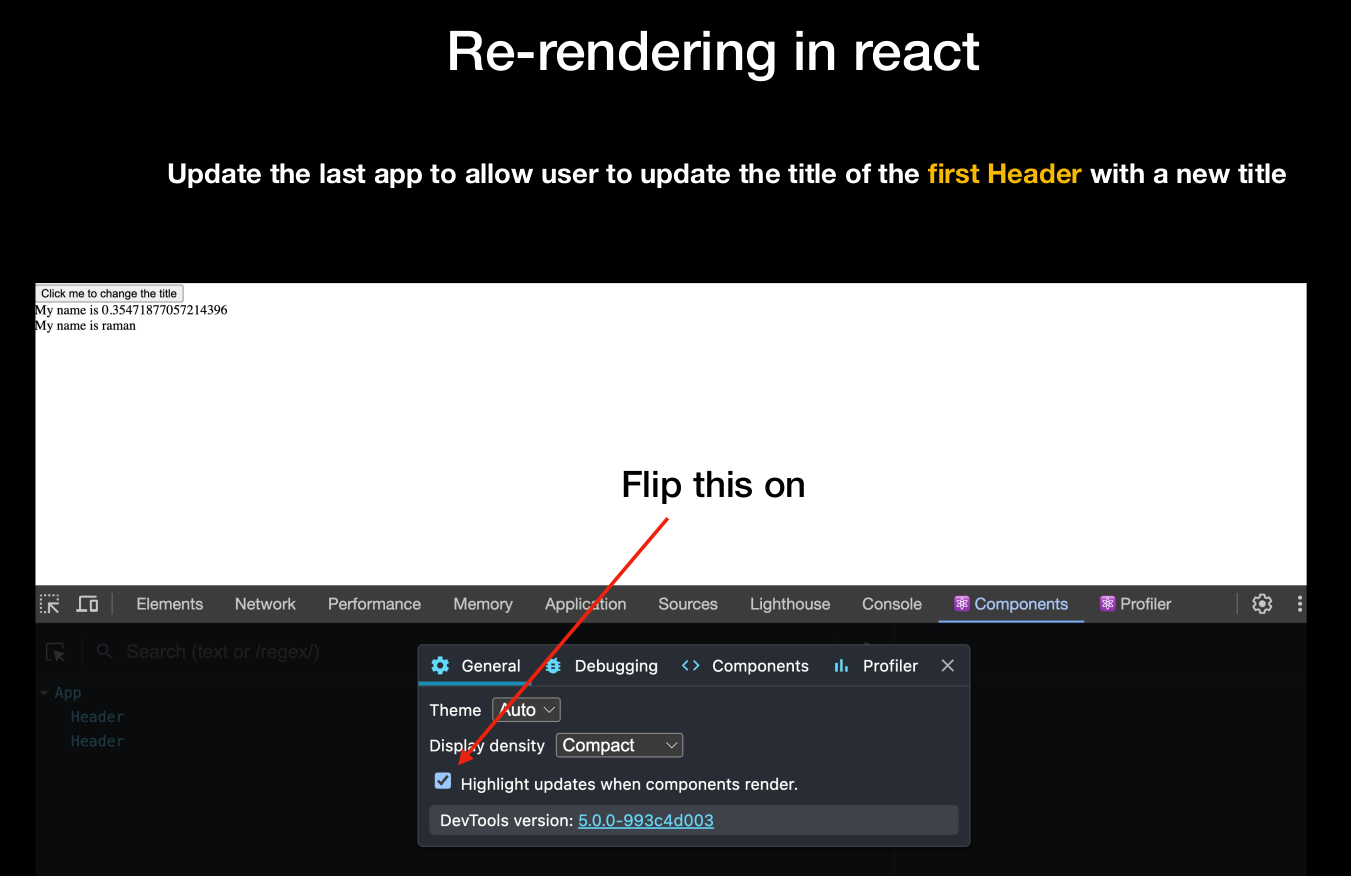 Re-rendering in react
Update the last app to allow user to update the title of the first Header with a new title
Click me to change the title
My name is 0.35471877057214396
My name is raman
Flip this on
Elements Network Performance Memory Application Sources Lighthouse Console Components Profiler
Search (text or /regex/)
General Debugging Components Profiler
App
Header
Header
Theme Auto
Display density Compact
Highlight updates when components render.
DevTools version: 5.0.0-993c4d003